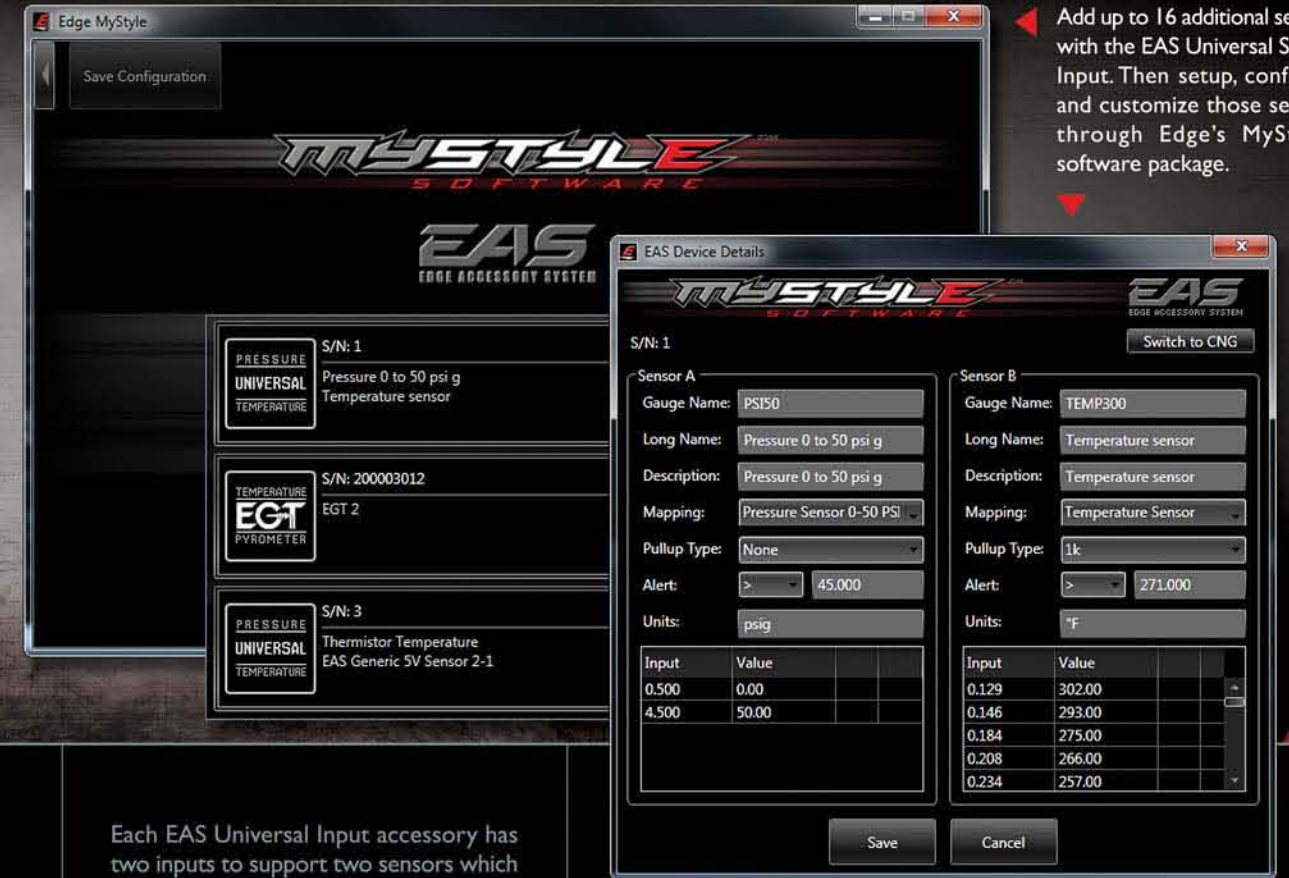 Edge MyStyle
Save Configuration
MYSTYLE
SOFTWARE
EAS
EDGE ACCESSORY SYSTEM
PRESSURE
UNIVERSAL
TEMPERATURE
S/N: 1
Pressure 0 to 50 psi g
Temperature sensor
TEMPERATURE
EGT
PYROMETER
S/N: 200003012
EGT 2
PRESSURE
UNIVERSAL
TEMPERATURE
S/N: 3
Thermistor Temperature
EAS Generic 5V Sensor 2-1
Add up to 16 additional se
with the EAS Universal S
Input. Then setup, conf
and customize those se
through Edge's MySt
software package.
EAS Device Details
MYSTYLE
SOFTWARE
EAS
EDGE ACCESSORY SYSTEM
S/N: 1
Switch to CNG
Sensor A
Gauge Name: PSI50
Long Name: Pressure 0 to 50 psi g
Description: Pressure 0 to 50 psi g
Mapping: Pressure Sensor 0-50 PSI
Pullup Type: None
Alert: > 45.000
Units: psig
Input Value
0.500 0.00
4.500 50.00
Sensor B
Gauge Name: TEMP300
Long Name: Temperature sensor
Description: Temperature sensor
Mapping: Temperature Sensor
Pullup Type: 1k
Alert: > 271.000
Units: °F
Input Value
0.129 302.00
0.146 293.00
0.184 275.00
0.208 266.00
0.234 257.00
Save
Cancel
Each EAS Universal Input accessory has
two inputs to support two sensors which